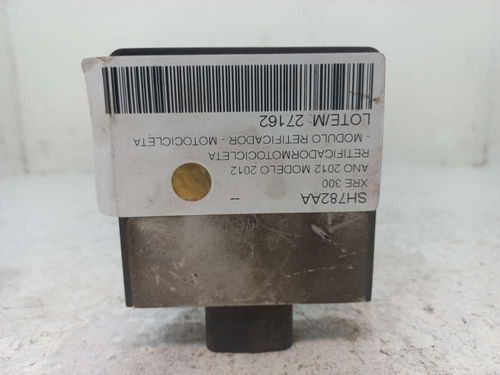 SH782AA
--
XRE 300
ANO 2012 MODELO 2012
RETIFICADORMOTOCICLETA
- MODULO RETIFICADOR - MOTOCICLETA
LOTE/M: 27162